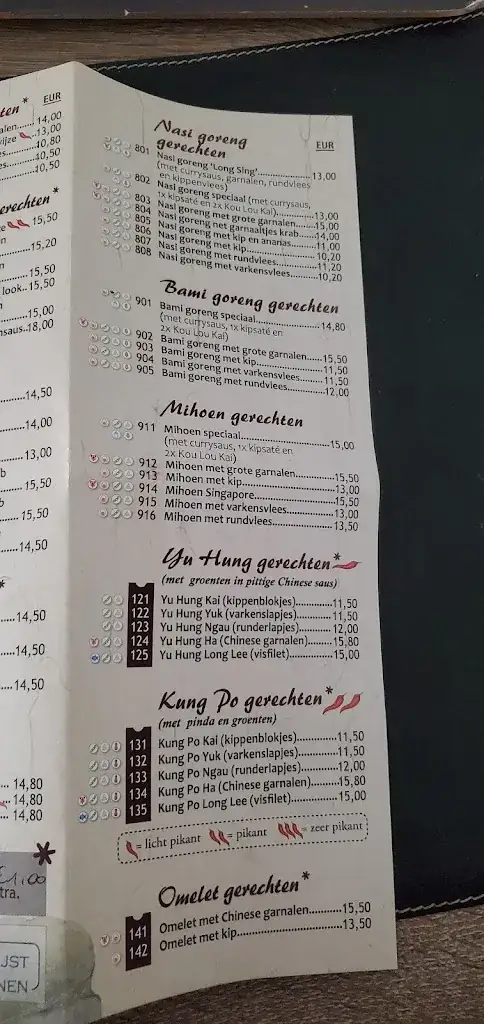 EUR
ten*
alen......14,00
wijze 13,00
es....10,80
es...10,50
..10,50
gerechten*
15,50
15,20
15,50
look..15,50
15,00
saus..18,00
14,50
14,00
13,00
15,50
15,50
14,50
14,50
14,50
14,50
14,80
14,80
14,80
€1.00
tra.
JST
NEN
Nasi goreng
gerechten
EUR
801 Nasi goreng 'Long Sing'......13,00
(met currysaus, garnalen, rundvlees
en kippenvlees)
802 Nasi goreng speciaal (met currysaus,
1x kipsaté en 2x Kou Lou Kai)......13,00
803 Nasi goreng met grote garnalen......15,00
804 Nasi goreng net garnaaltjes krab......14,00
805 Nasi goreng met kip en ananas......11,00
806 Nasi goreng met kip......10,20
807 Nasi goreng met rundvlees......11,20
808 Nasi goreng met varkensvlees......10,20
Bami goreng gerechten
901 Bami goreng speciaal......14,80
(met currysaus, 1x kipsaté en
2x Kou Lou Kai)
902 Bami goreng met grote garnalen......15,50
903 Bami goreng met kip......11,50
904 Bami goreng met varkensvlees......11,50
905 Bami goreng met rundvlees......12,00
Mihoen gerechten
911 Mihoen speciaal......15,00
(met currysaus, 1x kipsaté en
2x Kou Lou Kai)
912 Mihoen met grote garnalen......15,50
913 Mihoen met kip......13,00
914 Mihoen Singapore......15,50
915 Mihoen met varkensvlees......13,00
916 Mihoen met rundvlees......13,50
Yu Hung gerechten*
(met groenten in pittige Chinese saus)
121 Yu Hung Kai (kippenblokjes)......11,50
122 Yu Hung Yuk (varkenslapjes)......11,50
123 Yu Hung Ngau (runderlapjes)......12,00
124 Yu Hung Ha (Chinese garnalen)......15,80
125 Yu Hung Long Lee (visfilet)......15,00
Kung Po gerechten*
(met pinda en groenten)
131 Kung Po Kai (kippenblokjes)......11,50
132 Kung Po Yuk (varkenslapjes)......11,50
133 Kung Po Ngau (runderlapjes)......12,00
134 Kung Po Ha (Chinese garnalen)......15,80
135 Kung Po Long Lee (visfilet)......15,00
= licht pikant = pikant = zeer pikant
Omelet gerechten*
141 Omelet met Chinese garnalen......15,50
142 Omelet met kip......13,50